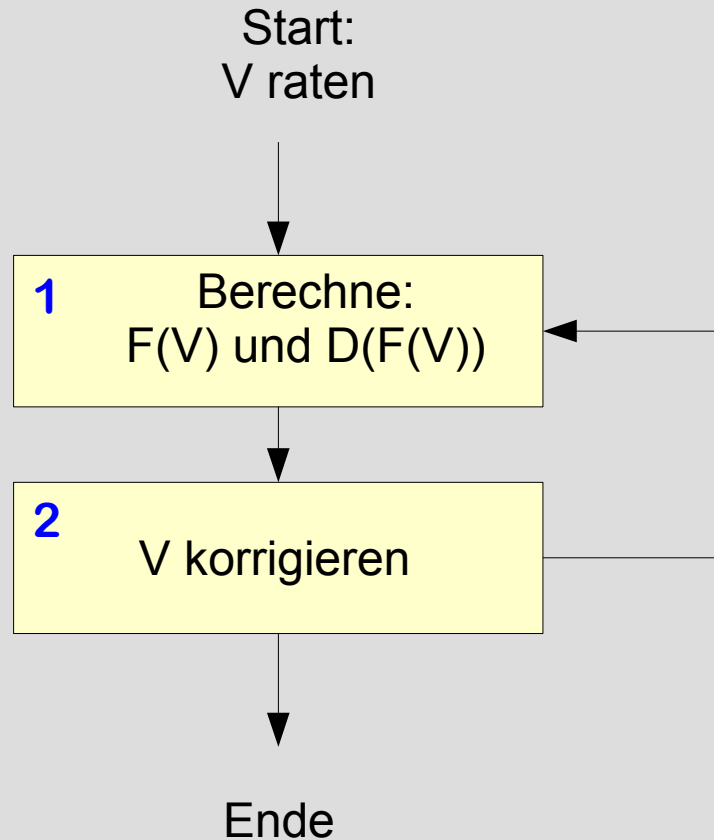 Start:
V raten
1
Berechne:
F(V) und D(F(V))
2
V korrigieren
Ende